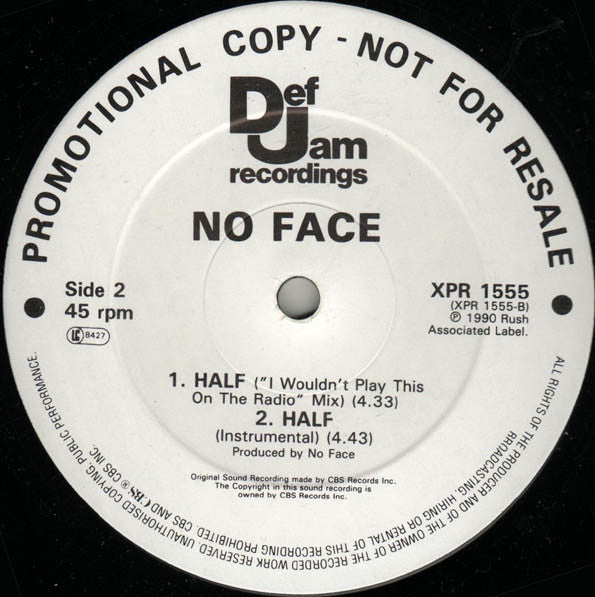 PROMOTIONAL COPY - NOT FOR RESALE
Def
Jam
recordings
NO FACE
Side 2
45 rpm
LC 8427
XPR 1555
(XPR 1555-B)
℗ 1990 Rush
Associated Label.
1. HALF ("I Wouldn't Play This
On The Radio" Mix) (4.33)
2. HALF
(Instrumental) (4.43)
Produced by No Face
Original Sound Recording made by CBS Records Inc.
The Copyright in this sound recording is
owned by CBS Records Inc.
ALL RIGHTS OF THE PRODUCER AND OF THE OWNER OF THE RECORDED WORK RESERVED. UNAUTHORISED COPYING, PUBLIC PERFORMANCE,
BROADCASTING, HIRING OR RENTAL OF THIS RECORDING PROHIBITED. CBS AND CBS ® CBS INC.